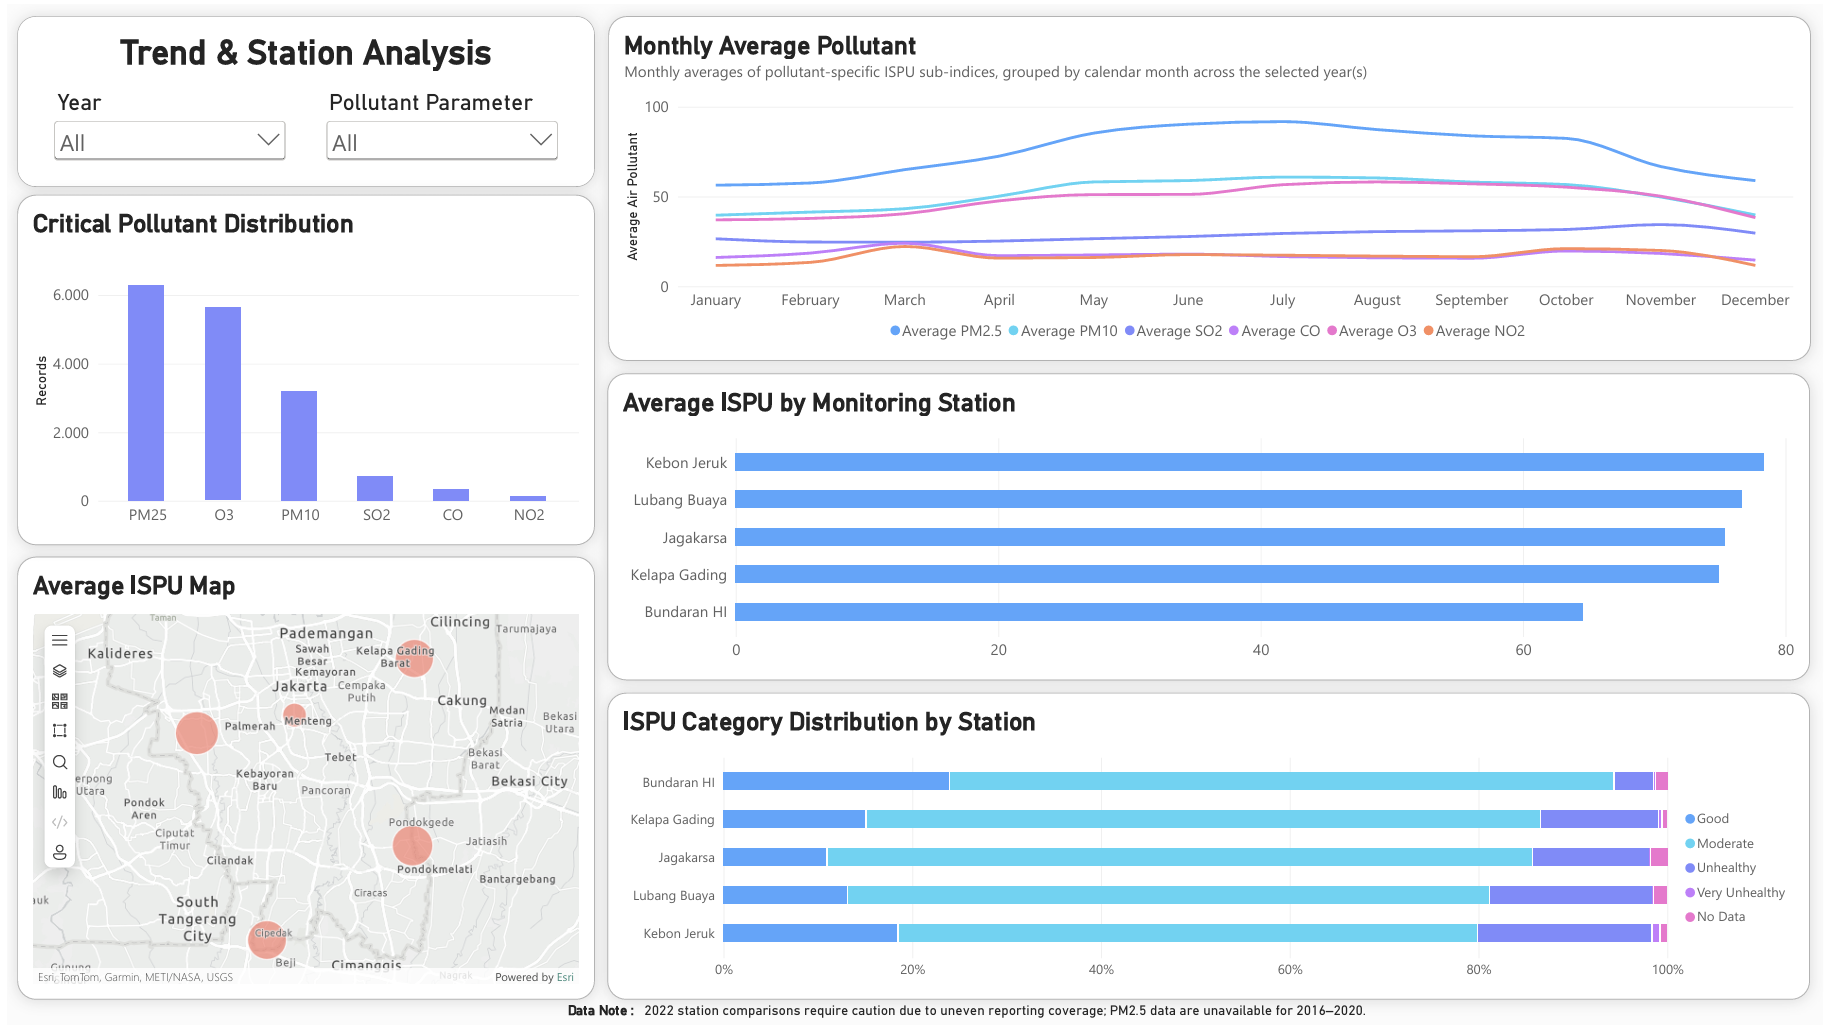 Trend & Station Analysis
Year
Pollutant Parameter
All
All
Critical Pollutant Distribution
Records
6.000
4.000
2.000
0
PM25 O3 PM10 SO2 CO NO2
Average ISPU Map
Taman
Cilincing
Tarumajaya
Pademangan
Kalideres
Sawah
Besar
Kelapa Gading
Barat
Kemayoran
Jakarta
Cempaka
Putih
Cakung
Medan
Satria
Bekasi
Utara
Palmerah
Menteng
Tebet
Bekasi
Barat
erpong
Utara
Kebayoran
Baru
Bekasi City
Pancoran
Pondok
Aren
Pondokgede
Ciputat
Timur
Jatiasih
Cilandak
Pondokmelati
Bantargebang
Ciracas
auk
South
Tangerang
City
Cipedak
Beji
Cimanggis
Gunung
Nagrak
Esri, TomTom, Garmin, METI/NASA, USGS
Powered by Esri
Monthly Average Pollutant
Monthly averages of pollutant-specific ISPU sub-indices, grouped by calendar month across the selected year(s)
Average Air Pollutant
100
50
0
January February March April May June July August September October November December
Average PM2.5 Average PM10 Average SO2 Average CO Average O3 Average NO2
Average ISPU by Monitoring Station
Kebon Jeruk
Lubang Buaya
Jagakarsa
Kelapa Gading
Bundaran HI
0 20 40 60 80
ISPU Category Distribution by Station
Bundaran HI
Kelapa Gading
Jagakarsa
Lubang Buaya
Kebon Jeruk
0% 20% 40% 60% 80% 100%
Good
Moderate
Unhealthy
Very Unhealthy
No Data
Data Note : 2022 station comparisons require caution due to uneven reporting coverage; PM2.5 data are unavailable for 2016–2020.